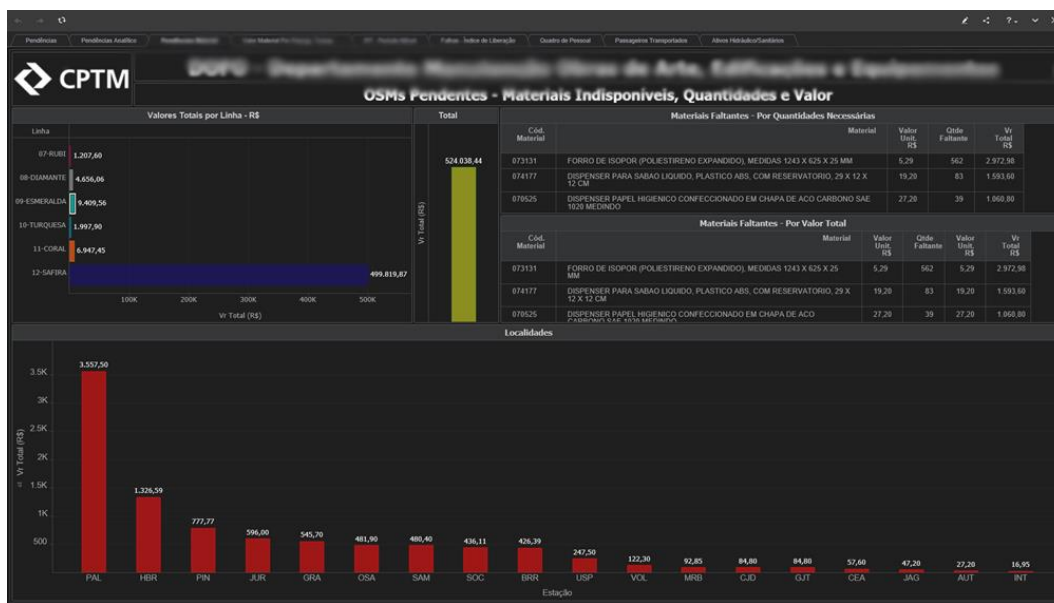 Pendências
Pendências Analítico
Falhas - Índice de Liberação
Quadro de Pessoal
Passageiros Transportados
Ativos Hidráulico/Sanitários
CPTM
OSMs Pendentes - Materiais Indisponíveis, Quantidades e Valor
Valores Totais por Linha - R$
Linha
07-RUBI 1.207,60
08-DIAMANTE 4.656,06
09-ESMERALDA 9.409,56
10-TURQUESA 1.997,90
11-CORAL 6.947,45
12-SAFIRA 499.819,87
100K 200K 300K 400K 500K
Vr Total (R$)
Total
524.038,44
Vr Total (R$)
Materiais Faltantes - Por Quantidades Necessárias
Cód. Material Material Valor Unit. R$ Qtde Faltante Vr Total R$
073131 FORRO DE ISOPOR (POLIESTIRENO EXPANDIDO), MEDIDAS 1243 X 625 X 25 MM 5,29 562 2.972,98
074177 DISPENSER PARA SABAO LIQUIDO, PLASTICO ABS, COM RESERVATORIO, 29 X 12 X 12 CM 19,20 83 1.593,60
070525 DISPENSER PAPEL HIGIENICO CONFECCIONADO EM CHAPA DE ACO CARBONO SAE 1020 MEDINDO 27,20 39 1.060,80
Materiais Faltantes - Por Valor Total
Cód. Material Material Valor Unit. R$ Qtde Faltante Valor Unit. R$ Vr Total R$
073131 FORRO DE ISOPOR (POLIESTIRENO EXPANDIDO), MEDIDAS 1243 X 625 X 25 MM 5,29 562 5,29 2.972,98
074177 DISPENSER PARA SABAO LIQUIDO, PLASTICO ABS, COM RESERVATORIO, 29 X 12 X 12 CM 19,20 83 19,20 1.593,60
070525 DISPENSER PAPEL HIGIENICO CONFECCIONADO EM CHAPA DE ACO CARBONO SAE 1020 MEDINDO 27,20 39 27,20 1.060,80
Localidades
Vr Total (R$)
3.5K
3K
2.5K
2K
1.5K
1K
500
3.557,50 1.326,59 777,77 596,00 545,70 481,90 480,40 436,11 426,39 247,50 122,30 92,85 84,80 84,80 57,60 47,20 27,20 16,95
PAL HBR PIN JUR GRA OSA SAM SOC BRR USP VOL MRB CJD GJT CEA JAG AUT INT
Estação